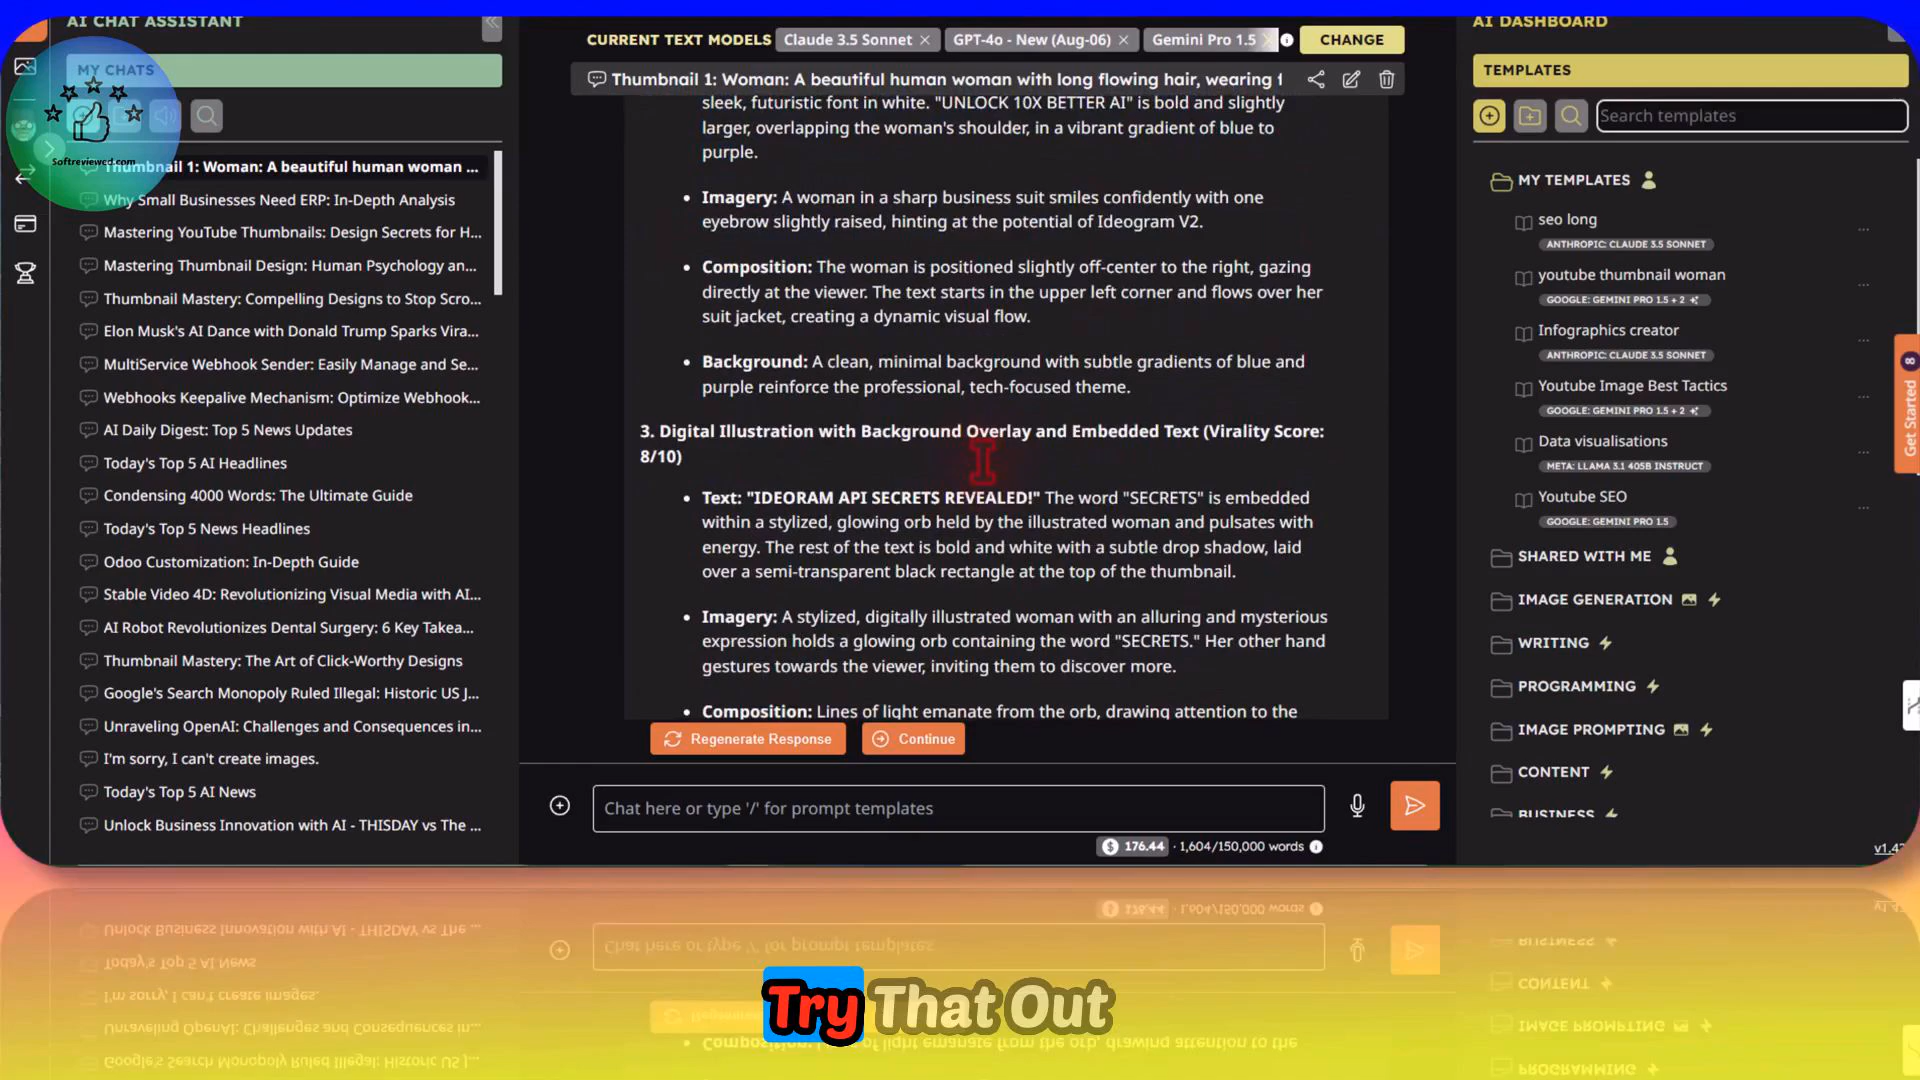 AI CHAT ASSISTANT
MY CHATS
Softreviewed.com
Thumbnail 1: Woman: A beautiful human woman ...
Why Small Businesses Need ERP: In-Depth Analysis
Mastering YouTube Thumbnails: Design Secrets for H...
Mastering Thumbnail Design: Human Psychology an...
Thumbnail Mastery: Compelling Designs to Stop Scro...
Elon Musk's AI Dance with Donald Trump Sparks Vira...
MultiService Webhook Sender: Easily Manage and Se...
Webhooks Keepalive Mechanism: Optimize Webhook...
AI Daily Digest: Top 5 News Updates
Today's Top 5 AI Headlines
Condensing 4000 Words: The Ultimate Guide
Today's Top 5 News Headlines
Odoo Customization: In-Depth Guide
Stable Video 4D: Revolutionizing Visual Media with AI...
AI Robot Revolutionizes Dental Surgery: 6 Key Takea...
Thumbnail Mastery: The Art of Click-Worthy Designs
Google's Search Monopoly Ruled Illegal: Historic US J...
Unraveling OpenAI: Challenges and Consequences in...
I'm sorry, I can't create images.
Today's Top 5 AI News
Unlock Business Innovation with AI - THISDAY vs The ...
CURRENT TEXT MODELS Claude 3.5 Sonnet × GPT-4o - New (Aug-06) × Gemini Pro 1.5 CHANGE
Thumbnail 1: Woman: A beautiful human woman with long flowing hair, wearing f
sleek, futuristic font in white. "UNLOCK 10X BETTER AI" is bold and slightly
larger, overlapping the woman's shoulder, in a vibrant gradient of blue to
purple.
• Imagery: A woman in a sharp business suit smiles confidently with one
eyebrow slightly raised, hinting at the potential of Ideogram V2.
• Composition: The woman is positioned slightly off-center to the right, gazing
directly at the viewer. The text starts in the upper left corner and flows over her
suit jacket, creating a dynamic visual flow.
• Background: A clean, minimal background with subtle gradients of blue and
purple reinforce the professional, tech-focused theme.
3. Digital Illustration with Background Overlay and Embedded Text (Virality Score:
8/10)
• Text: "IDEORAM API SECRETS REVEALED!" The word "SECRETS" is embedded
within a stylized, glowing orb held by the illustrated woman and pulsates with
energy. The rest of the text is bold and white with a subtle drop shadow, laid
over a semi-transparent black rectangle at the top of the thumbnail.
• Imagery: A stylized, digitally illustrated woman with an alluring and mysterious
expression holds a glowing orb containing the word "SECRETS." Her other hand
gestures towards the viewer, inviting them to discover more.
• Composition: Lines of light emanate from the orb, drawing attention to the
Regenerate Response
Continue
Chat here or type '/' for prompt templates
$ 176.44 · 1,604/150,000 words
AI DASHBOARD
TEMPLATES
Search templates
MY TEMPLATES
seo long
ANTHROPIC: CLAUDE 3.5 SONNET
youtube thumbnail woman
GOOGLE: GEMINI PRO 1.5 + 2
Infographics creator
ANTHROPIC: CLAUDE 3.5 SONNET
Youtube Image Best Tactics
GOOGLE: GEMINI PRO 1.5 + 2
Data visualisations
META: LLAMA 3.1 405B INSTRUCT
Youtube SEO
GOOGLE: GEMINI PRO 1.5
SHARED WITH ME
IMAGE GENERATION
WRITING
PROGRAMMING
IMAGE PROMPTING
CONTENT
BUSINESS
Get Started
Try That Out